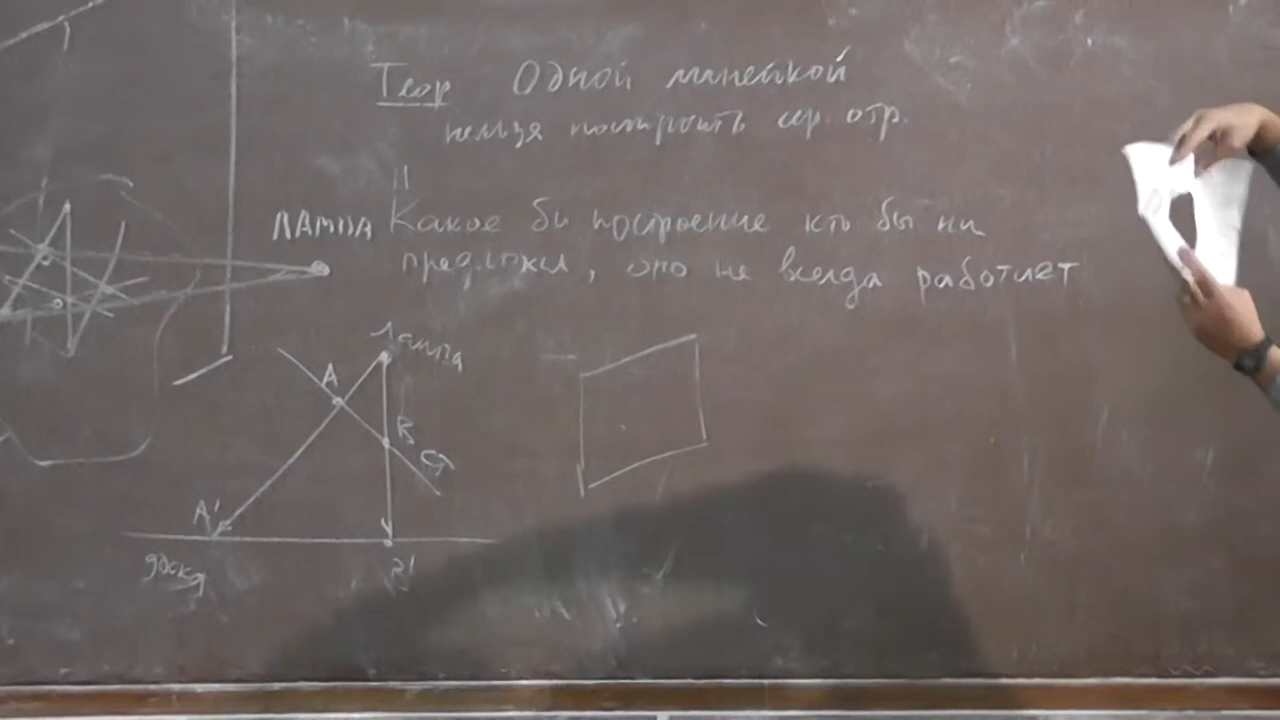 Теор Одной линейкой
нельзя построить сер. отр.
ЛАМПА Какое бы построение кто бы ни
предложил, оно не всегда работает
Лампа
A
B
A'
доска
B'